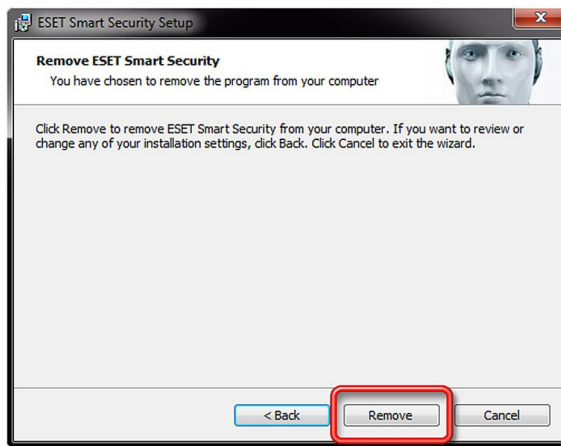 ESET Smart Security Setup
Remove ESET Smart Security
You have chosen to remove the program from your computer
Click Remove to remove ESET Smart Security from your computer. If you want to review or
change any of your installation settings, click Back. Click Cancel to exit the wizard.
< Back Remove Cancel